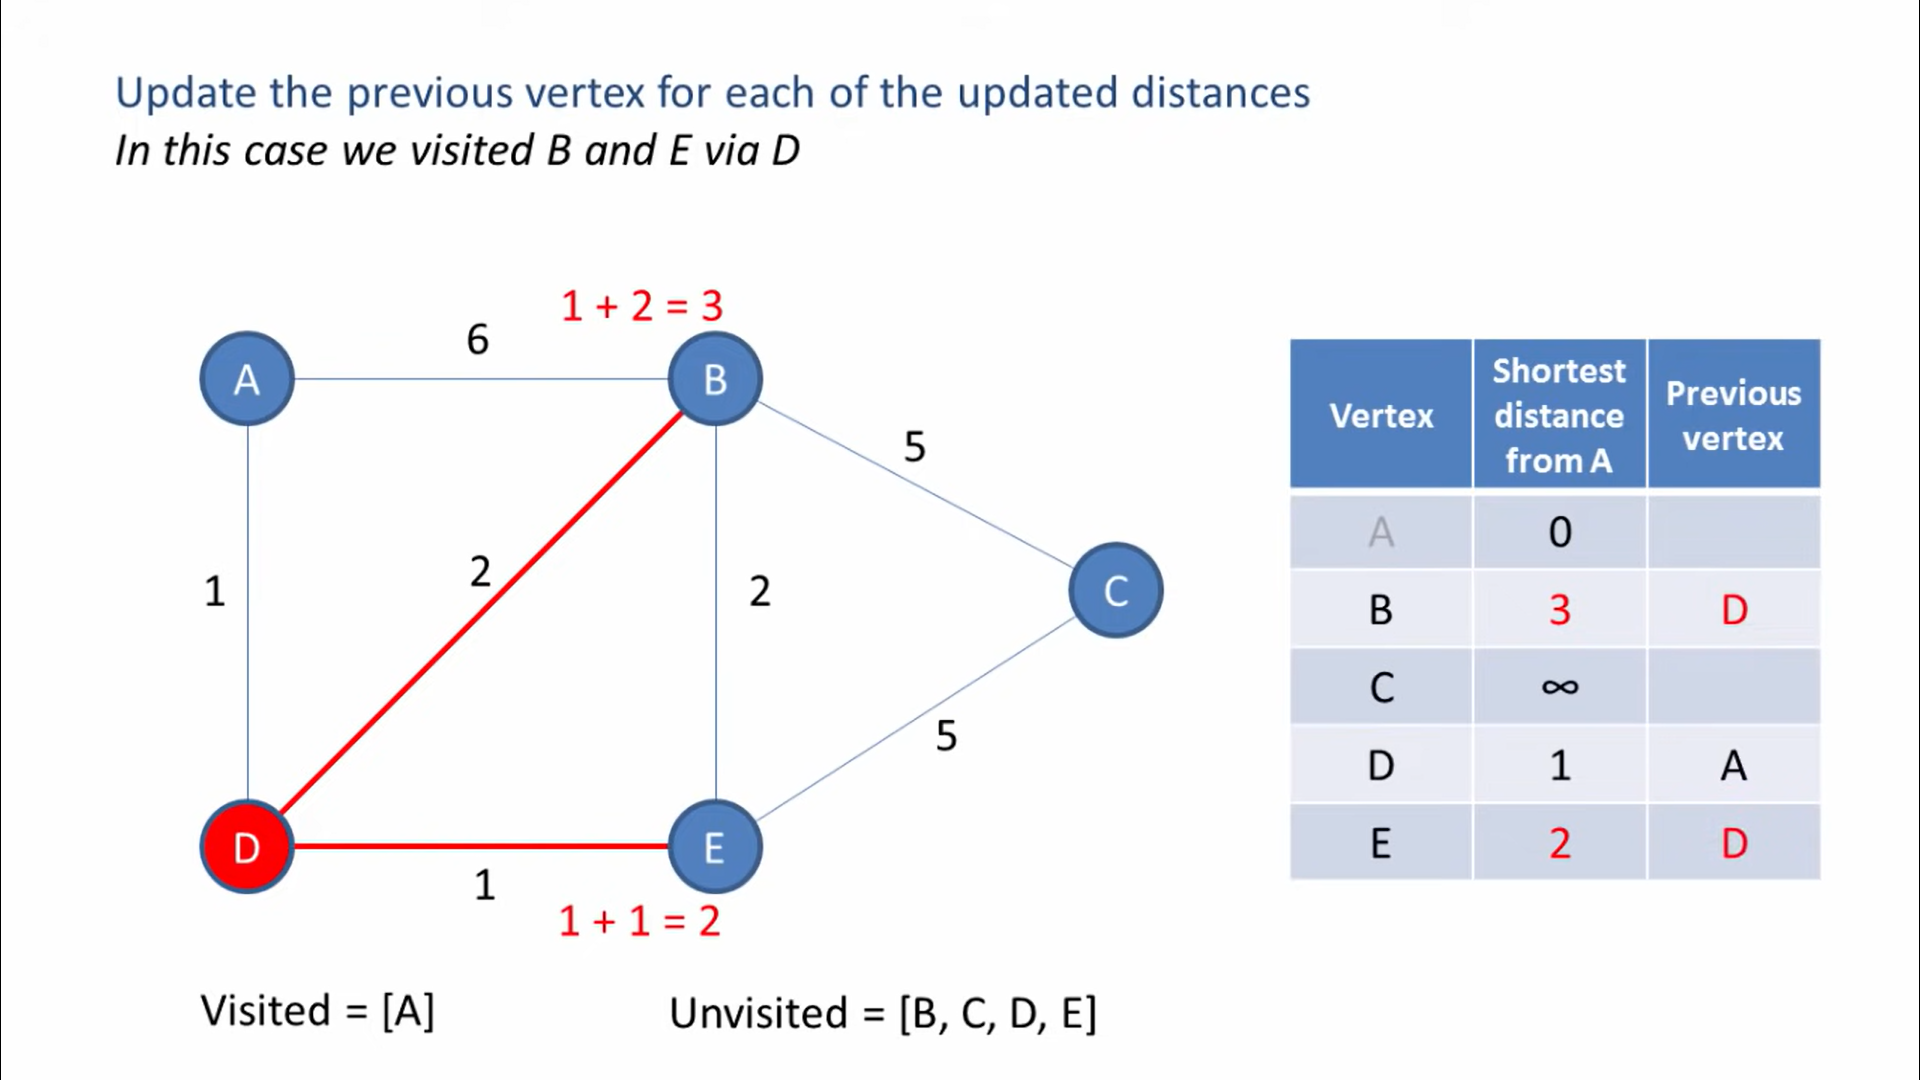 Update the previous vertex for each of the updated distances
In this case we visited B and E via D
1 + 2 = 3
6
A
B
5
1
2
2
C
5
D
E
1
1 + 1 = 2
Vertex Shortest distance from A Previous vertex
A 0
B 3 D
C ∞
D 1 A
E 2 D
Visited = [A]
Unvisited = [B, C, D, E]